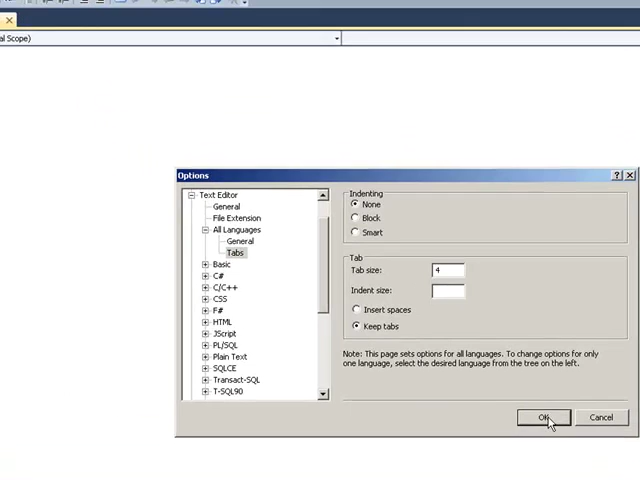 al Scope)
Options
Text Editor
General
File Extension
All Languages
General
Tabs
Basic
C#
C/C++
CSS
F#
HTML
JScript
PL/SQL
Plain Text
SQLCE
Transact-SQL
T-SQL90
Indenting
None
Block
Smart
Tab
Tab size: 4
Indent size:
Insert spaces
Keep tabs
Note: This page sets options for all languages. To change options for only
one language, select the desired language from the tree on the left.
OK Cancel